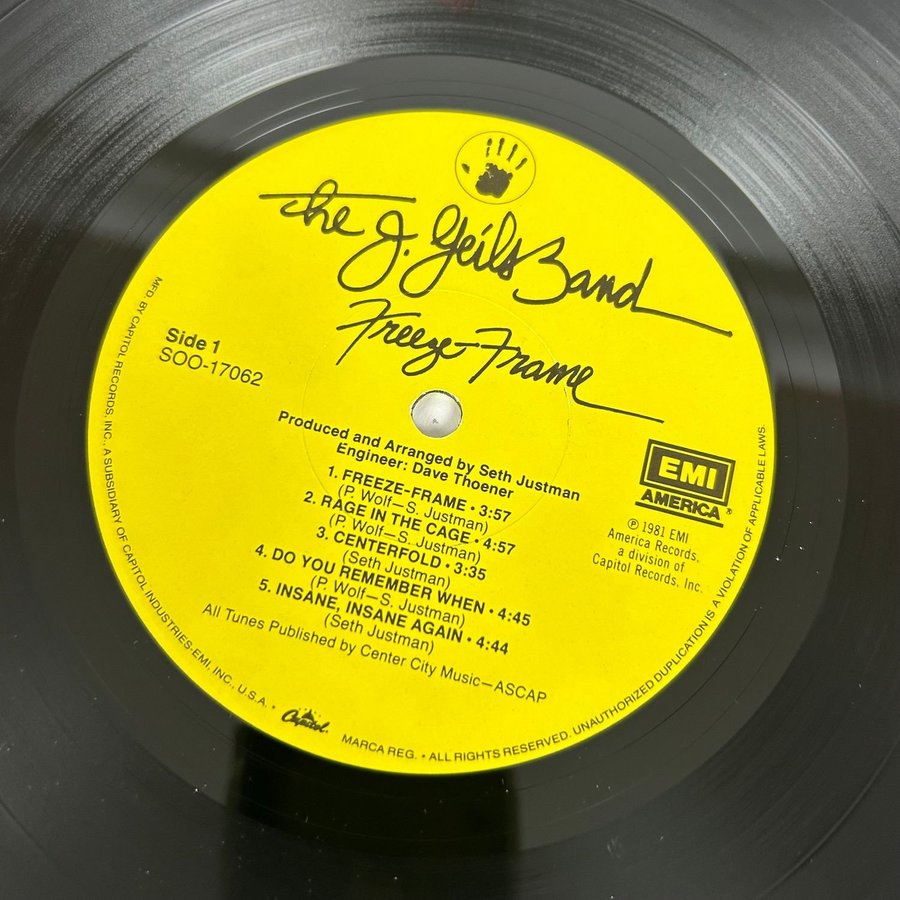 The J. Geils Band
Freeze-Frame
Side 1
SOO-17062
Produced and Arranged by Seth Justman
Engineer: Dave Thoener
1. FREEZE-FRAME • 3:57
(P. Wolf—S. Justman)
2. RAGE IN THE CAGE • 4:57
(P. Wolf—S. Justman)
3. CENTERFOLD • 3:35
(Seth Justman)
4. DO YOU REMEMBER WHEN • 4:45
(P. Wolf—S. Justman)
5. INSANE, INSANE AGAIN • 4:44
(Seth Justman)
All Tunes Published by Center City Music—ASCAP
EMI
AMERICA®
℗ 1981 EMI
America Records,
a division of
Capitol Records, Inc.
MFD. BY CAPITOL RECORDS, INC., A SUBSIDIARY OF CAPITOL INDUSTRIES-EMI, INC., U.S.A. • Capitol. MARCA REG. • ALL RIGHTS RESERVED. UNAUTHORIZED DUPLICATION IS A VIOLATION OF APPLICABLE LAWS.